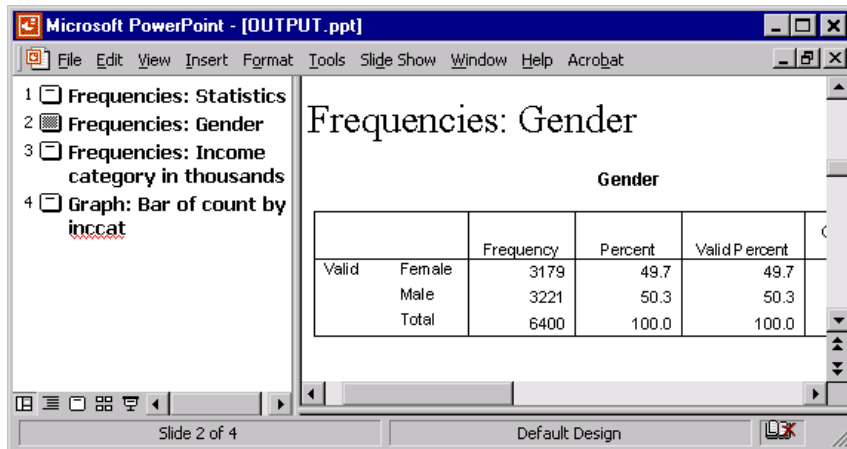 Microsoft PowerPoint - [OUTPUT.ppt]
File Edit View Insert Format Tools Slide Show Window Help Acrobat
1 Frequencies: Statistics
2 Frequencies: Gender
3 Frequencies: Income
category in thousands
4 Graph: Bar of count by
inccat
Frequencies: Gender
Gender
Frequency Percent Valid Percent
Valid Female 3179 49.7 49.7
Male 3221 50.3 50.3
Total 6400 100.0 100.0
Slide 2 of 4 Default Design